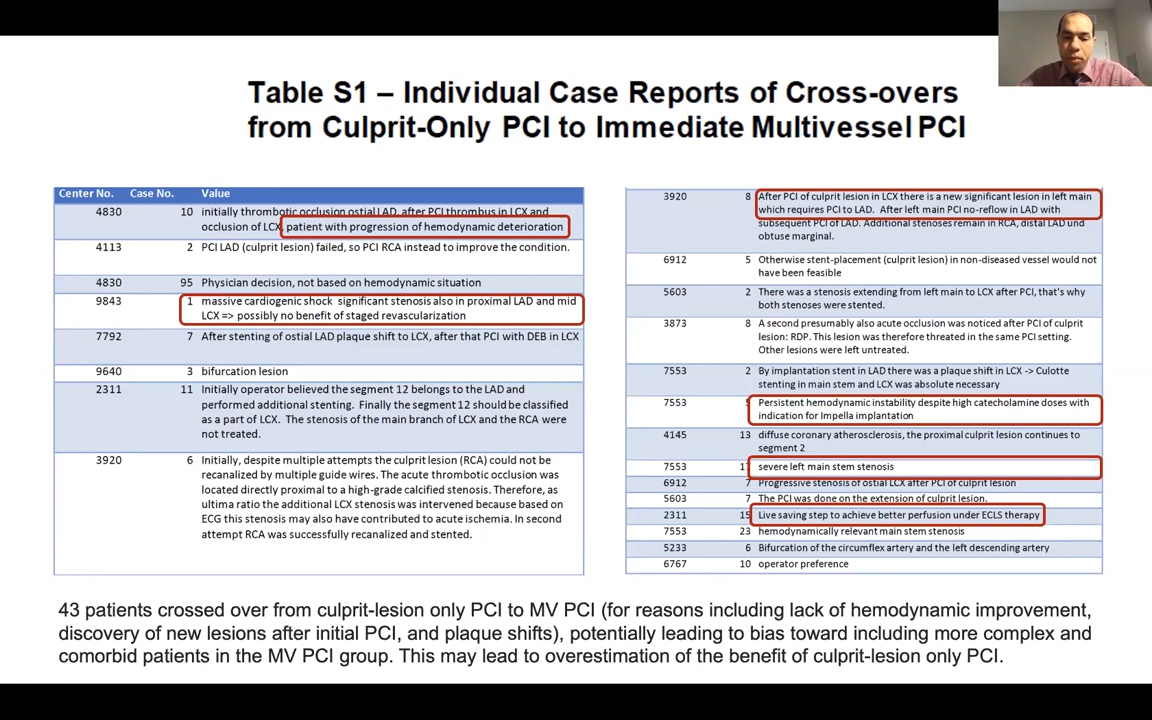 Table S1 – Individual Case Reports of Cross-overs
from Culprit-Only PCI to Immediate Multivessel PCI
Center No. Case No. Value
4830 10 initially thrombotic occlusion ostial LAD, after PCI thrombus in LCX and
occlusion of LCX, patient with progression of hemodynamic deterioration
4113 2 PCI LAD (culprit lesion) failed, so PCI RCA instead to improve the condition.
4830 95 Physician decision, not based on hemodynamic situation
9843 1 massive cardiogenic shock significant stenosis also in proximal LAD and mid
LCX => possibly no benefit of staged revascularization
7792 7 After stenting of ostial LAD plaque shift to LCX, after that PCI with DEB in LCX
9640 3 bifurcation lesion
2311 11 Initially operator believed the segment 12 belongs to the LAD and
performed additional stenting. Finally the segment 12 should be classified
as a part of LCX. The stenosis of the main branch of LCX and the RCA were
not treated.
3920 6 Initially, despite multiple attempts the culprit lesion (RCA) could not be
recanalized by multiple guide wires. The acute thrombotic occlusion was
located directly proximal to a high-grade calcified stenosis. Therefore, as
ultima ratio the additional LCX stenosis was intervened because based on
ECG this stenosis may also have contributed to acute ischemia. In second
attempt RCA was successfully recanalized and stented.
3920 8 After PCI of culprit lesion in LCX there is a new significant lesion in left main
which requires PCI to LAD. After left main PCI no-reflow in LAD with
subsequent PCI of LAD. Additional stenoses remain in RCA, distal LAD und
obtuse marginal.
6912 5 Otherwise stent-placement (culprit lesion) in non-diseased vessel would not
have been feasible
5603 2 There was a stenosis extending from left main to LCX after PCI, that's why
both stenoses were stented.
3873 8 A second presumably also acute occlusion was noticed after PCI of culprit
lesion: RDP. This lesion was therefore threated in the same PCI setting.
Other lesions were left untreated.
7553 2 By implantation stent in LAD there was a plaque shift in LCX -> Culotte
stenting in main stem and LCX was absolute necessary
7553 Persistent hemodynamic instability despite high catecholamine doses with
indication for Impella implantation
4145 13 diffuse coronary atherosclerosis, the proximal culprit lesion continues to
segment 2
7553 17 severe left main stem stenosis
6912 7 Progressive stenosis of ostial LCX after PCI of culprit lesion
5603 7 The PCI was done on the extension of culprit lesion.
2311 15 Live saving step to achieve better perfusion under ECLS therapy
7553 23 hemodynamically relevant main stem stenosis
5233 6 Bifurcation of the circumflex artery and the left descending artery
6767 10 operator preference
43 patients crossed over from culprit-lesion only PCI to MV PCI (for reasons including lack of hemodynamic improvement,
discovery of new lesions after initial PCI, and plaque shifts), potentially leading to bias toward including more complex and
comorbid patients in the MV PCI group. This may lead to overestimation of the benefit of culprit-lesion only PCI.